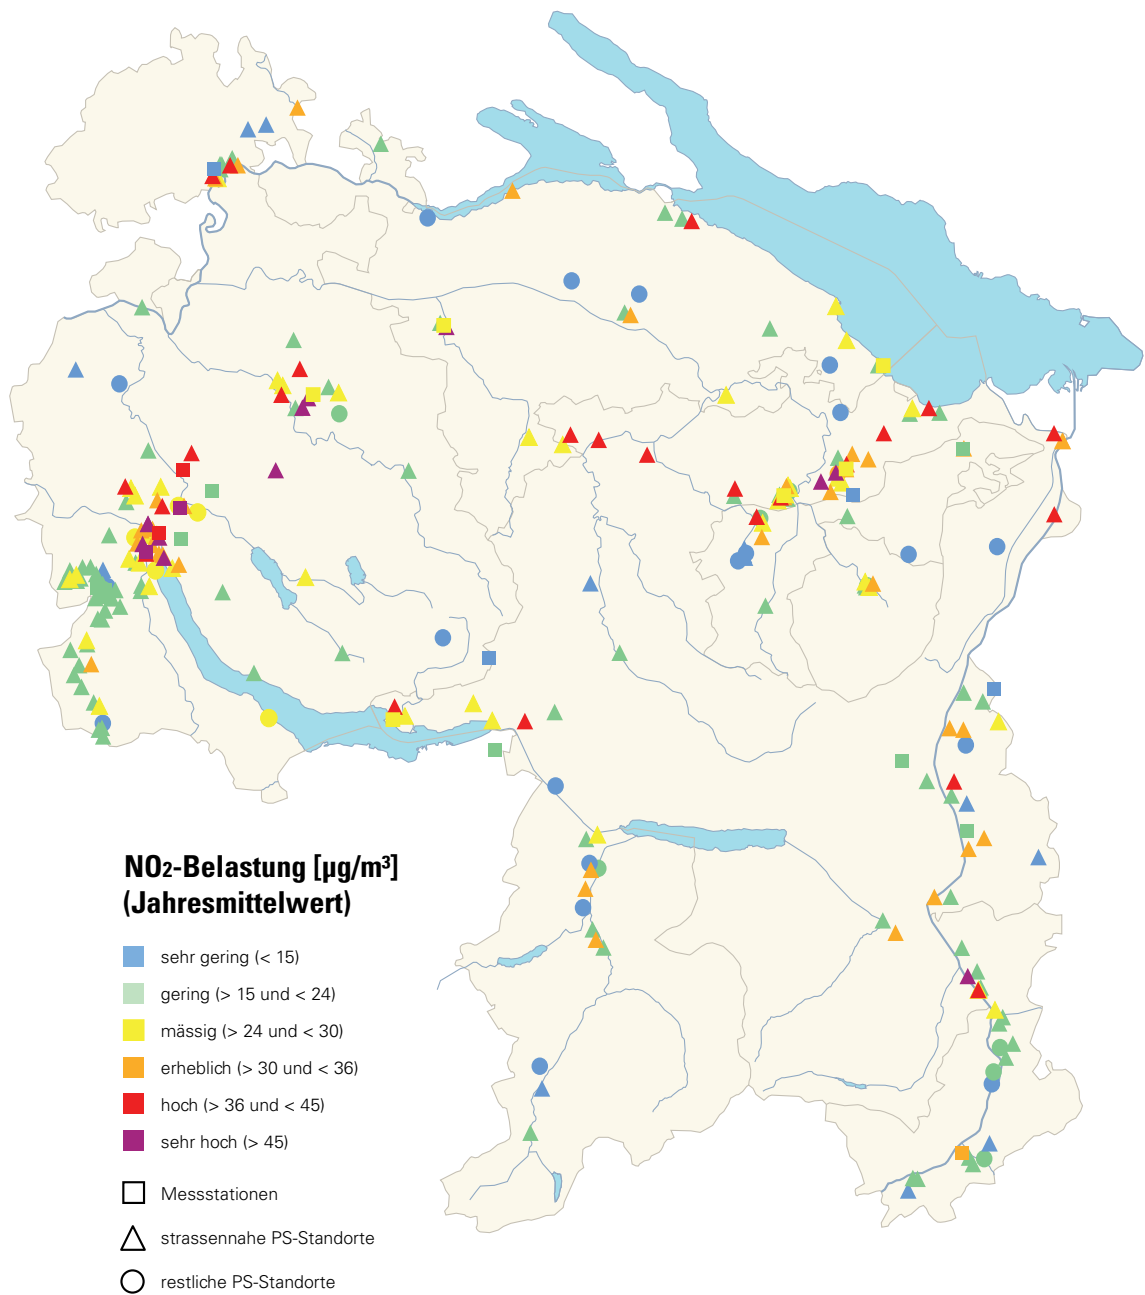 NO₂-Belastung [µg/m³]
(Jahresmittelwert)
sehr gering (< 15)
gering (> 15 und < 24)
mässig (> 24 und < 30)
erheblich (> 30 und < 36)
hoch (> 36 und < 45)
sehr hoch (> 45)
Messstationen
strassennahe PS-Standorte
restliche PS-Standorte